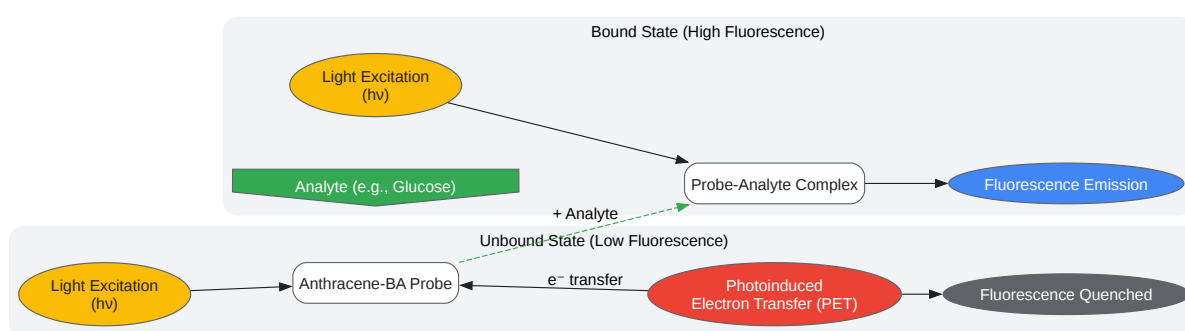 Bound State (High Fluorescence)
Light Excitation
(hν)
Analyte (e.g., Glucose)
Probe-Analyte Complex
Fluorescence Emission
+ Analyte
Unbound State (Low Fluorescence)
Light Excitation
(hν)
Anthracene-BA Probe
e⁻ transfer
Photoinduced
Electron Transfer (PET)
Fluorescence Quenched